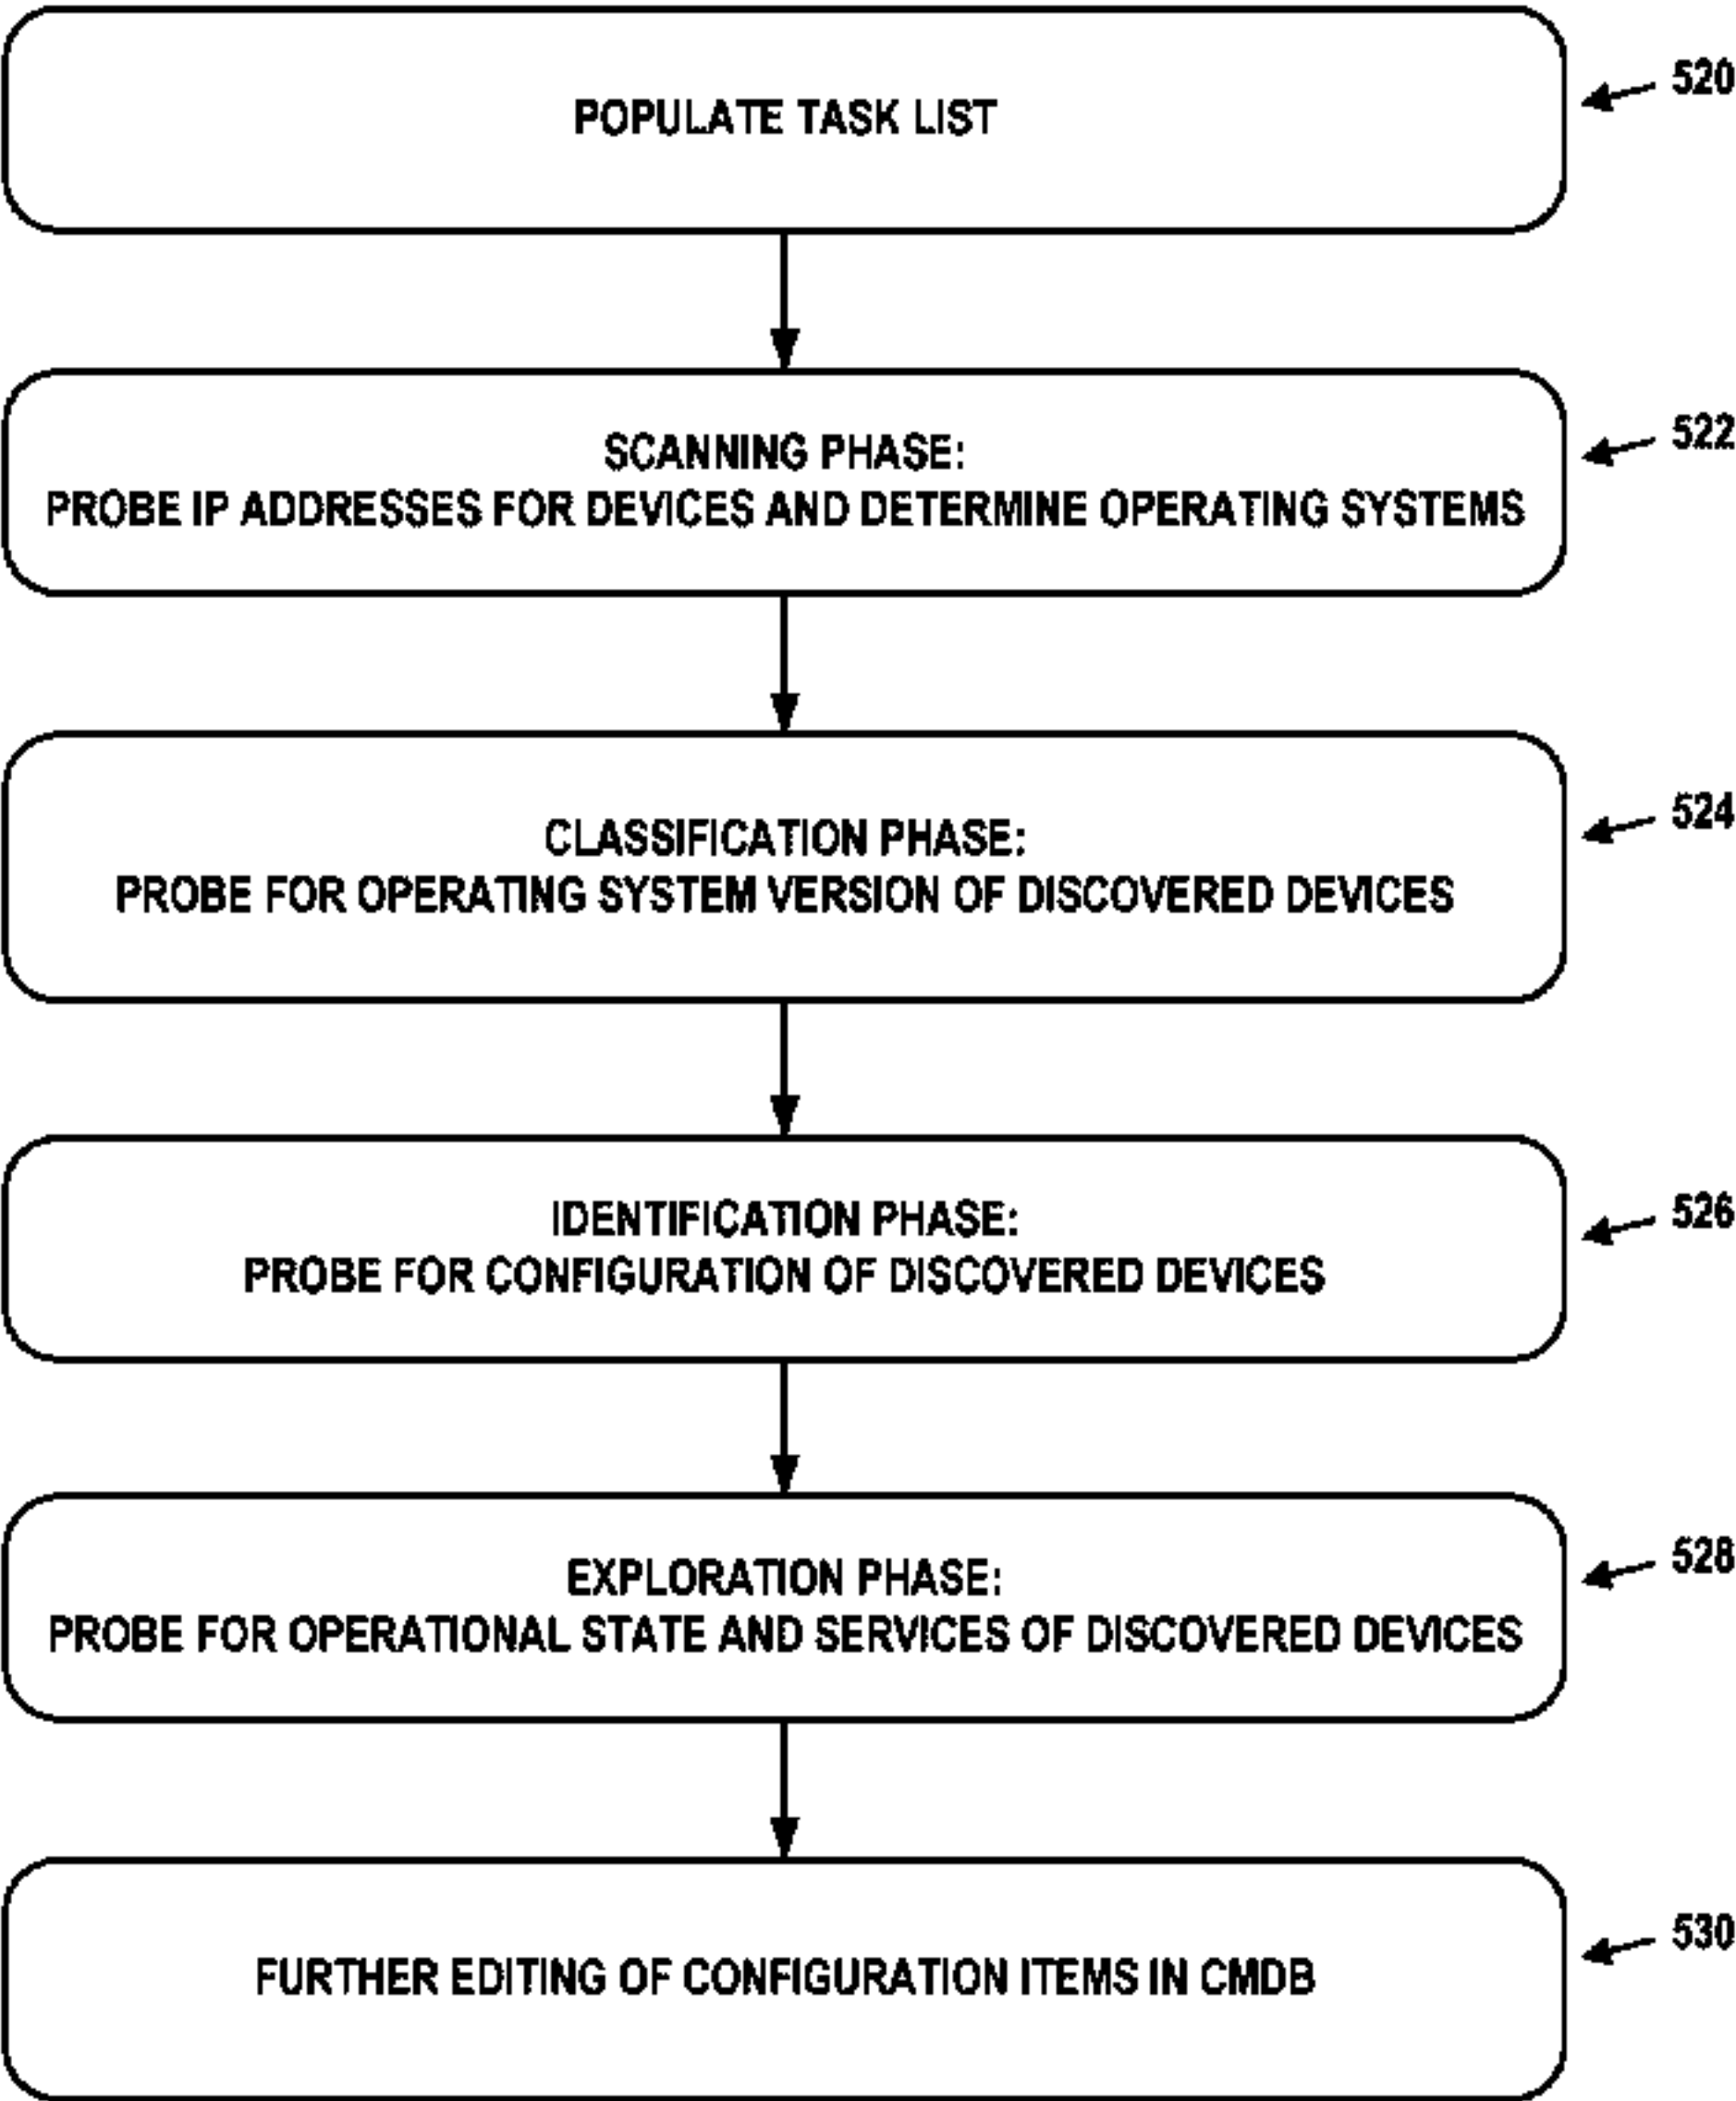 POPULATE TASK LIST
520
SCANNING PHASE:
PROBE IP ADDRESSES FOR DEVICES AND DETERMINE OPERATING SYSTEMS
522
CLASSIFICATION PHASE:
PROBE FOR OPERATING SYSTEM VERSION OF DISCOVERED DEVICES
524
IDENTIFICATION PHASE:
PROBE FOR CONFIGURATION OF DISCOVERED DEVICES
526
EXPLORATION PHASE:
PROBE FOR OPERATIONAL STATE AND SERVICES OF DISCOVERED DEVICES
528
FURTHER EDITING OF CONFIGURATION ITEMS IN CMDB
530